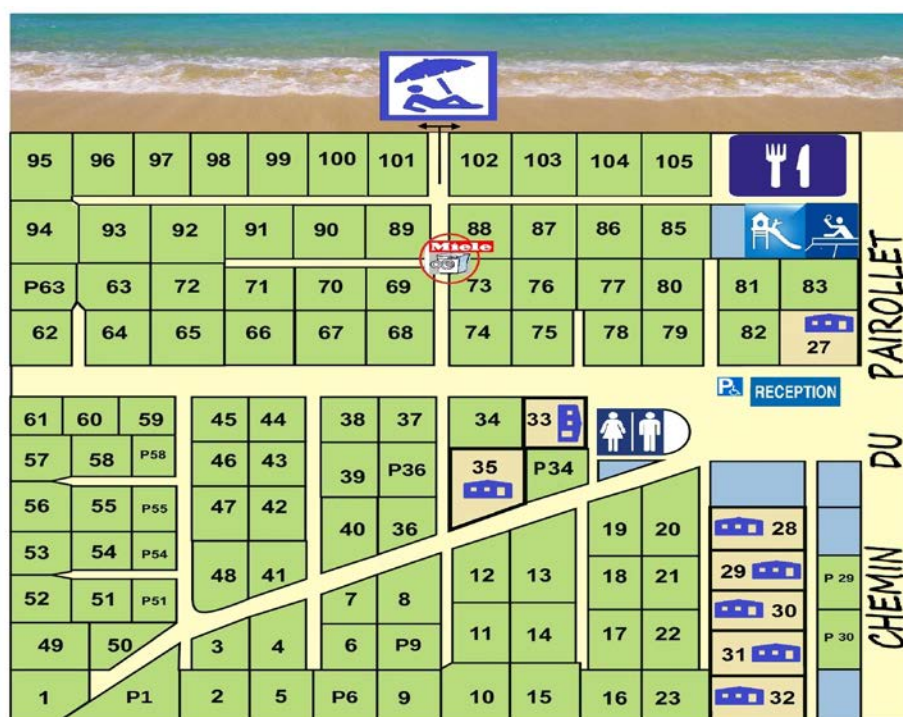 95 96 97 98 99 100 101 102 103 104 105
94 93 92 91 90 89 88 87 86 85
Miele
P63 63 72 71 70 69 73 76 77 80 81 83
62 64 65 66 67 68 74 75 78 79 82 27
RECEPTION
P
61 60 59 45 44 38 37 34 33
57 58 P58 46 43 39 P36 35 P34
56 55 P55 47 42 40 36 19 20 28
53 54 P54 48 41 12 13 18 21 29 P 29
52 51 P51 7 8 30
49 50 3 4 6 P9 11 14 17 22 31 P 30
1 P1 2 5 P6 9 10 15 16 23 32
CHEMIN DU PAIROLLET